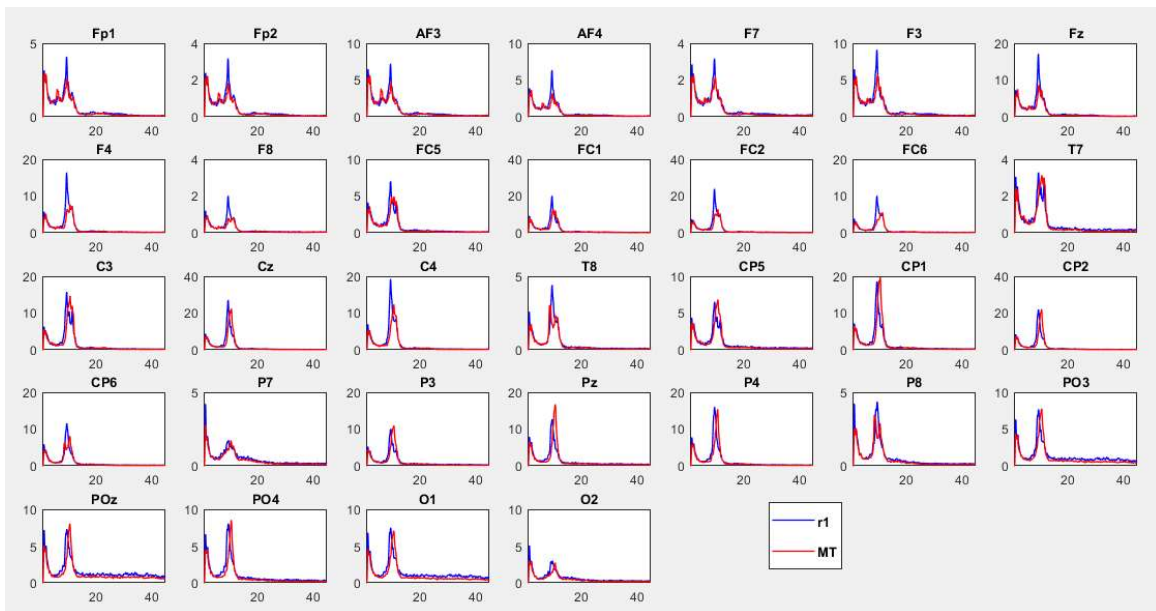 Fp1 Fp2 AF3 AF4 F7 F3 Fz
5 4 10 10 4 10 20
2 5 5 2 5 10
0 0 0 0 0 0 0
20 40 20 40 20 40 20 40 20 40 20 40 20 40
F4 F8 FC5 FC1 FC2 FC6 T7
20 4 10 40 40 20 4
10 2 5 20 20 10 2
0 0 0 0 0 0 0
20 40 20 40 20 40 20 40 20 40 20 40 20 40
C3 Cz C4 T8 CP5 CP1 CP2
20 40 20 5 10 20 40
10 20 10 5 10 20
0 0 0 0 0 0 0
20 40 20 40 20 40 20 40 20 40 20 40 20 40
CP6 P7 P3 Pz P4 P8 PO3
20 5 20 20 20 5 10
10 10 10 10 5
0 0 0 0 0 0 0
20 40 20 40 20 40 20 40 20 40 20 40 20 40
POz PO4 O1 O2
10 10 10 10
5 5 5 5
0 0 0 0
20 40 20 40 20 40 20 40
r1
MT